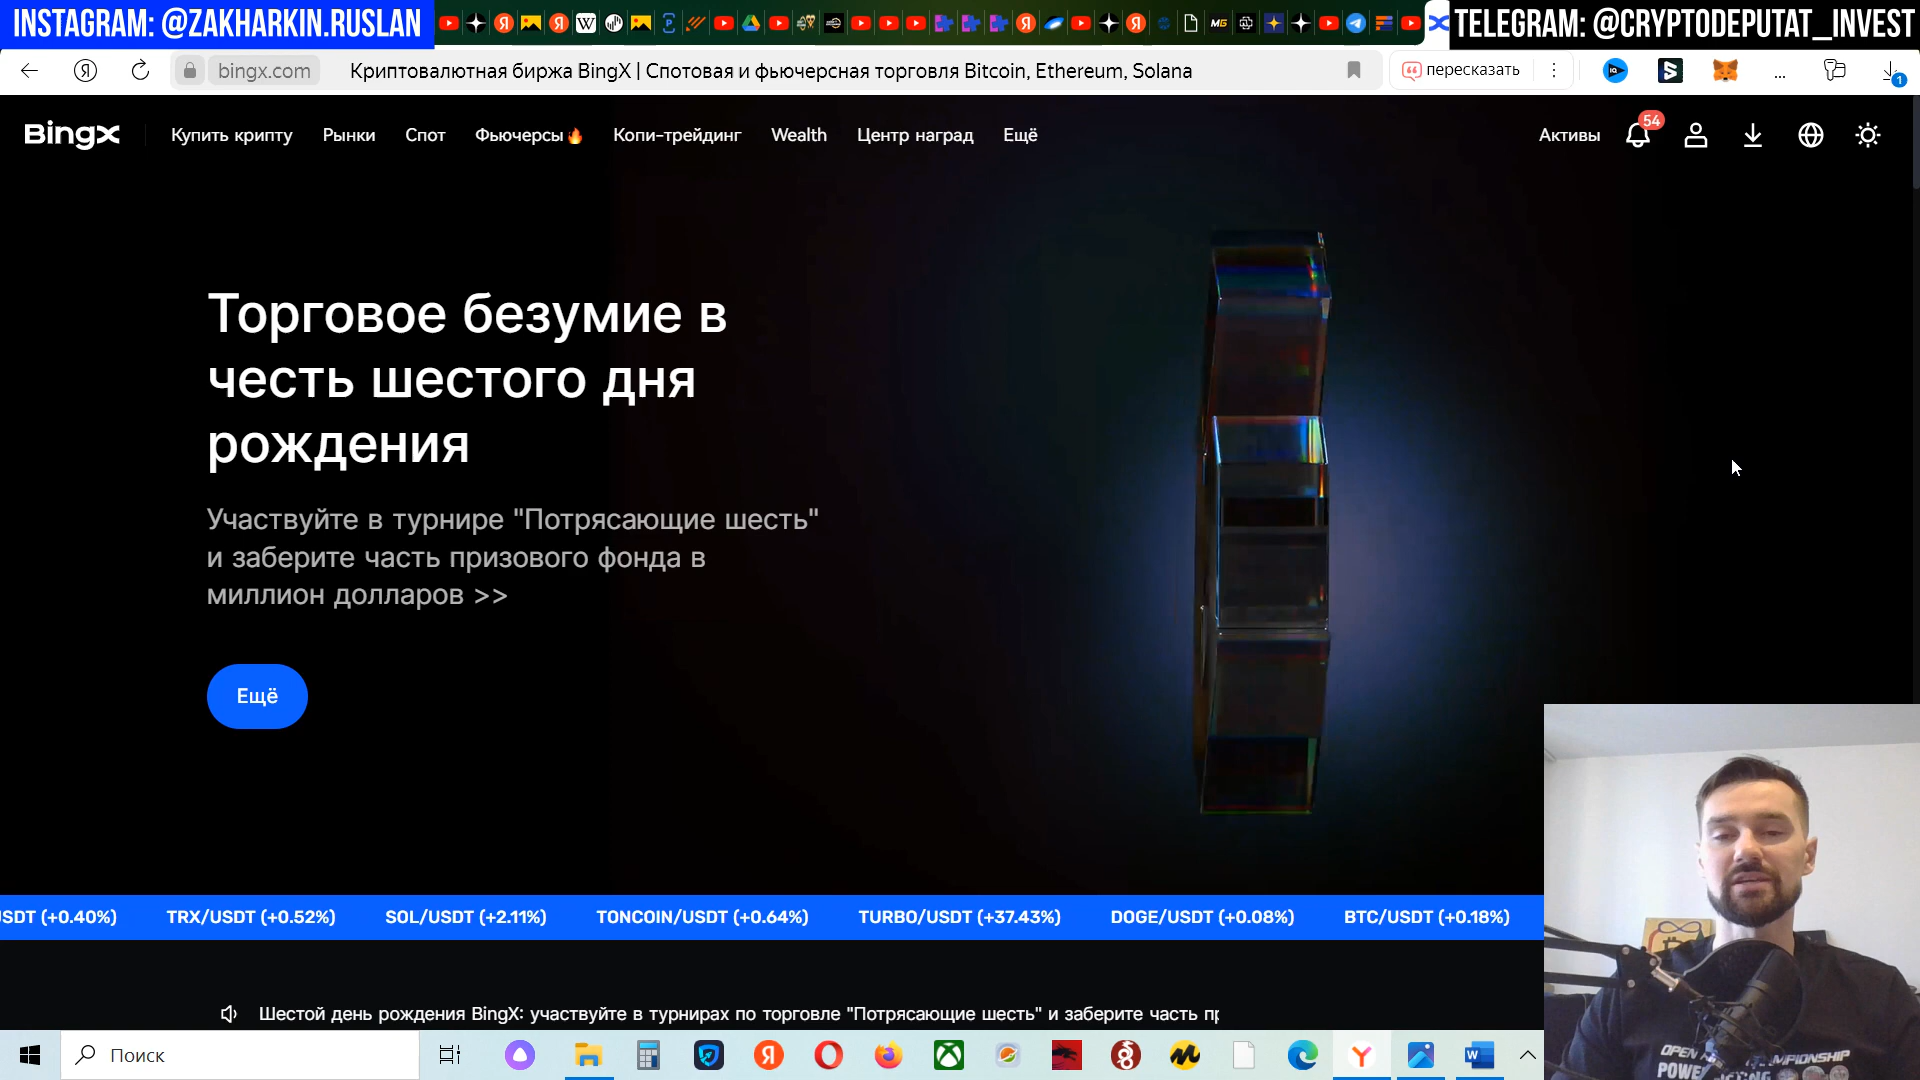 INSTAGRAM: @ZAKHARKIN.RUSLAN
TELEGRAM: @CRYPTODEPUTAT_INVEST
bingx.com
Криптовалютная биржа BingX | Спотовая и фьючерсная торговля Bitcoin, Ethereum, Solana
пересказать
1
BingX
Купить крипту
Рынки
Спот
Фьючерсы
Копи-трейдинг
Wealth
Центр наград
Ещё
Активы
54
Торговое безумие в
честь шестого дня
рождения
Участвуйте в турнире "Потрясающие шесть"
и заберите часть призового фонда в
миллион долларов >>
Ещё
(+0.40%)
TRX/USDT (+0.52%)
SOL/USDT (+2.11%)
TONCOIN/USDT (+0.64%)
TURBO/USDT (+37.43%)
DOGE/USDT (+0.08%)
BTC/USDT (+0.18%)
Шестой день рождения BingX: участвуйте в турнирах по торговле "Потрясающие шесть" и заберите часть
Поиск
OPEN